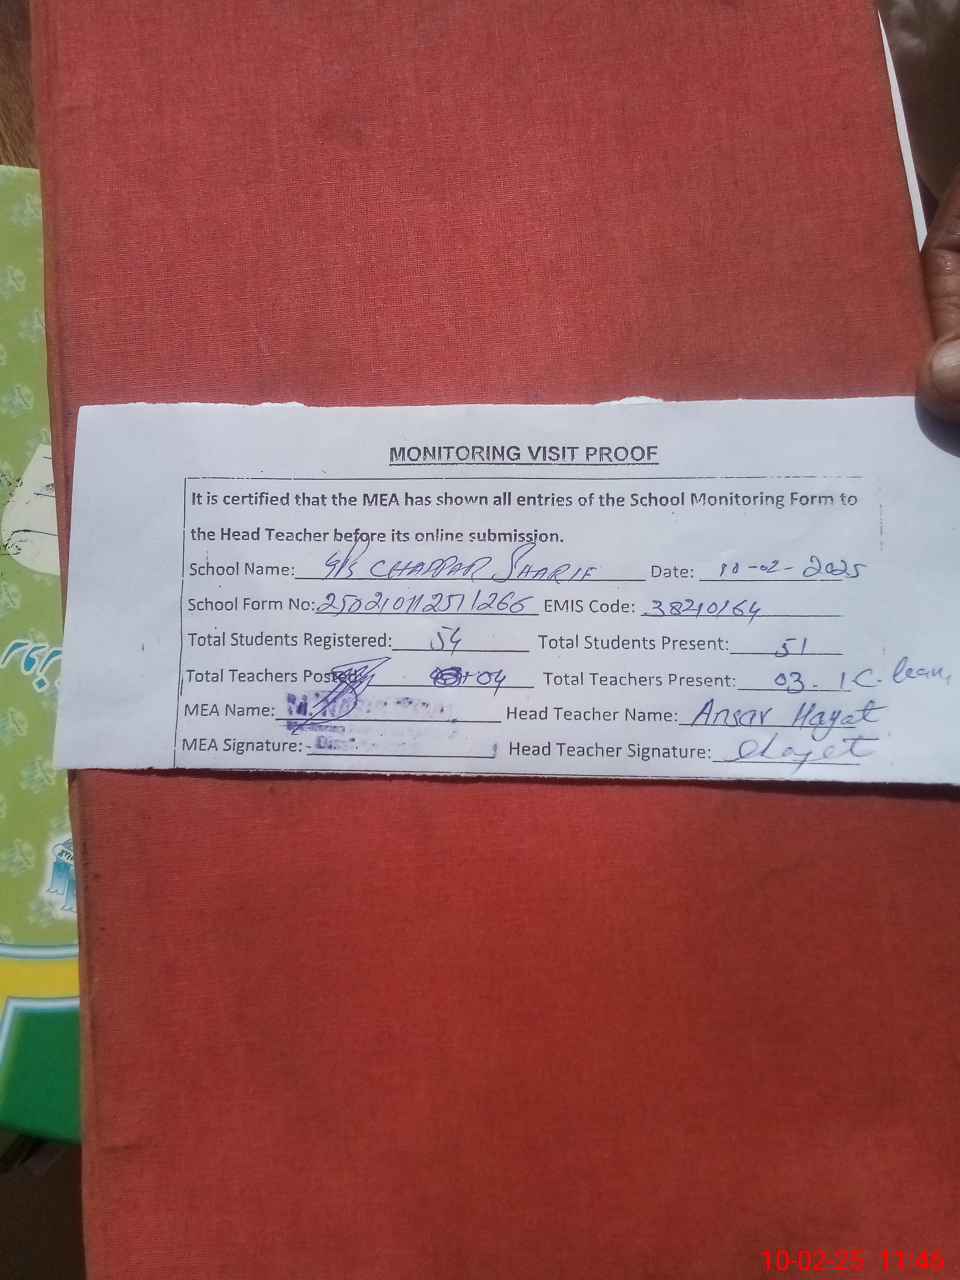 MONITORING VISIT PROOF
It is certified that the MEA has shown all entries of the School Monitoring Form to
the Head Teacher before its online submission.
School Name: G/S CHAPPAR SHARIF Date: 10-02-2025
School Form No: EMIS Code: 38210164
Total Students Registered: 54 Total Students Present: 51
Total Teachers Posted: 04 Total Teachers Present: 03 - 1 C. Leave
MEA Name: Head Teacher Name: Ansar Hayat
MEA Signature: Head Teacher Signature: Hayat
10-02-25 11:46